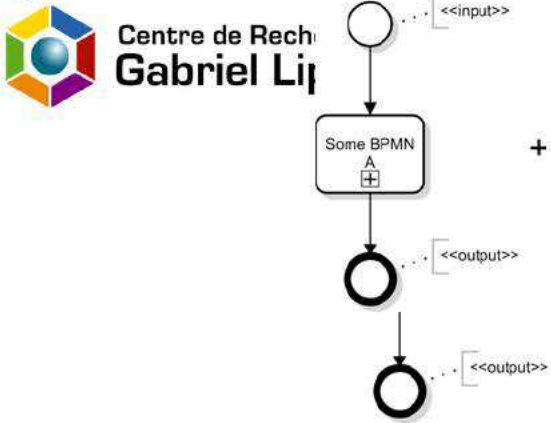 Centre de Rech
Gabriel Li
<<input>>
Some BPMN
A
+
<<output>>
<<output>>